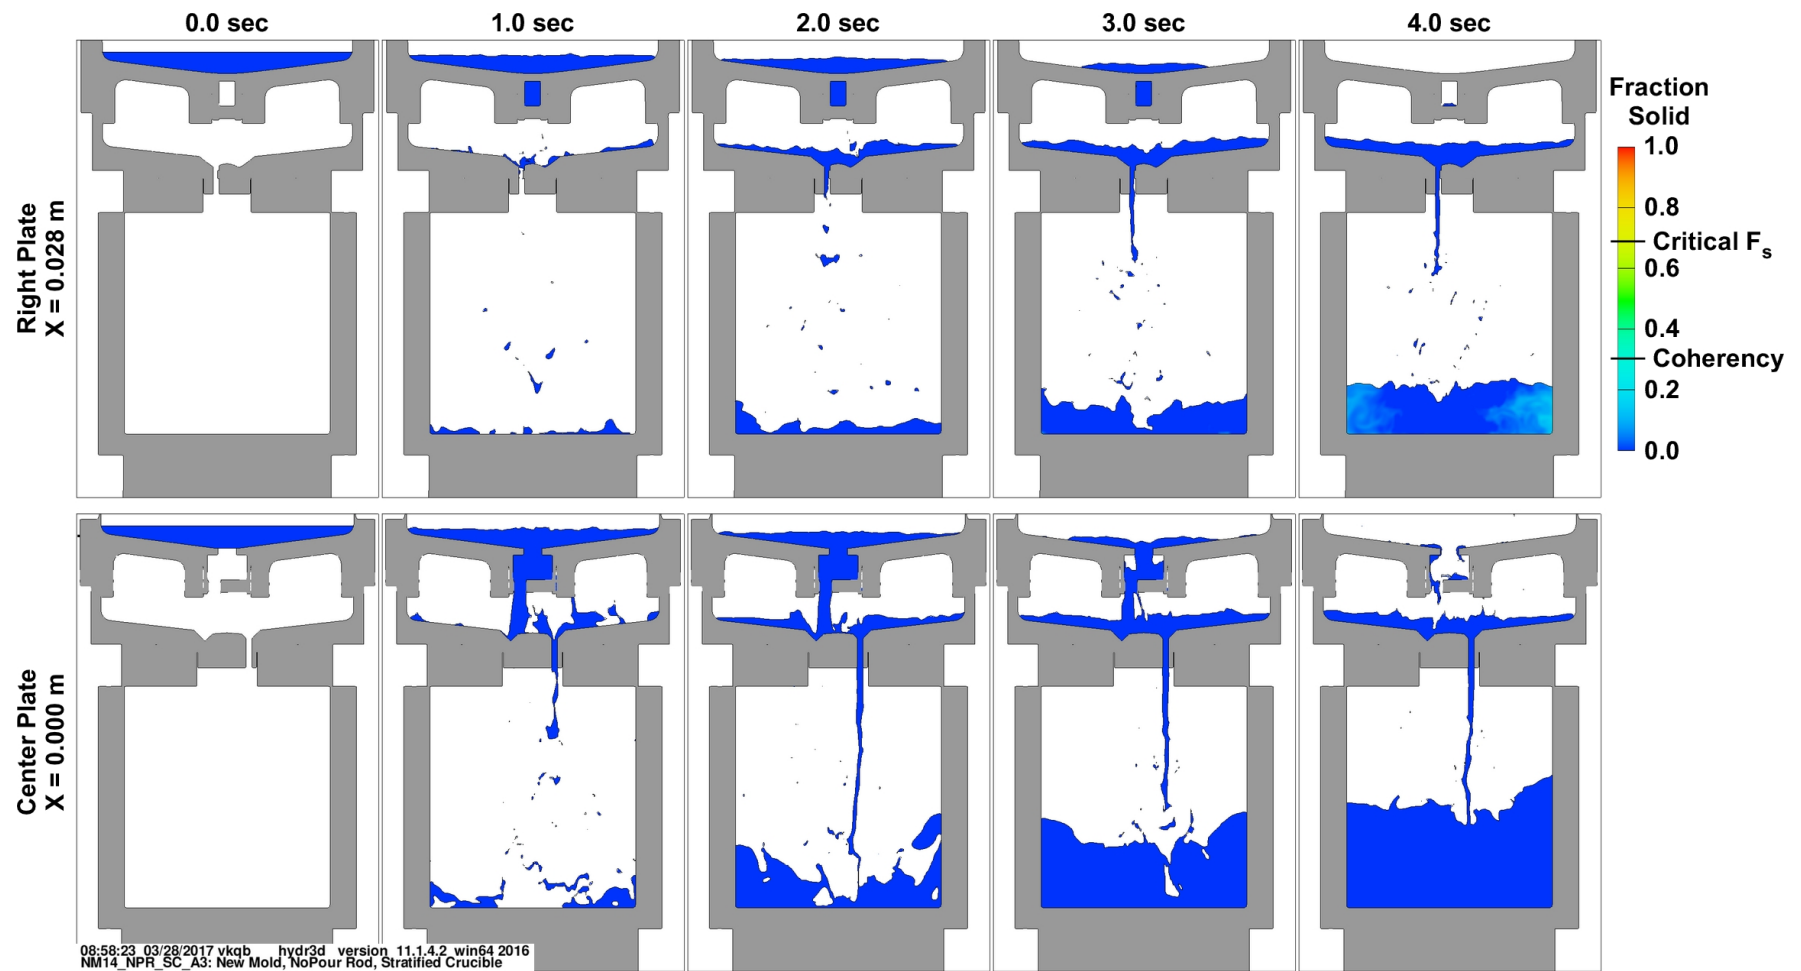 0.0 sec 1.0 sec 2.0 sec 3.0 sec 4.0 sec
Right Plate
X = 0.028 m
Fraction
Solid
1.0
0.8
Critical Fs
0.6
0.4
Coherency
0.2
0.0
Center Plate
X = 0.000 m
08:58:23 03/28/2017 vkqb hydr3d version 11.1.4.2_win64 2016
NM14_NPR_SC_A3: New Mold, NoPour Rod, Stratified Crucible